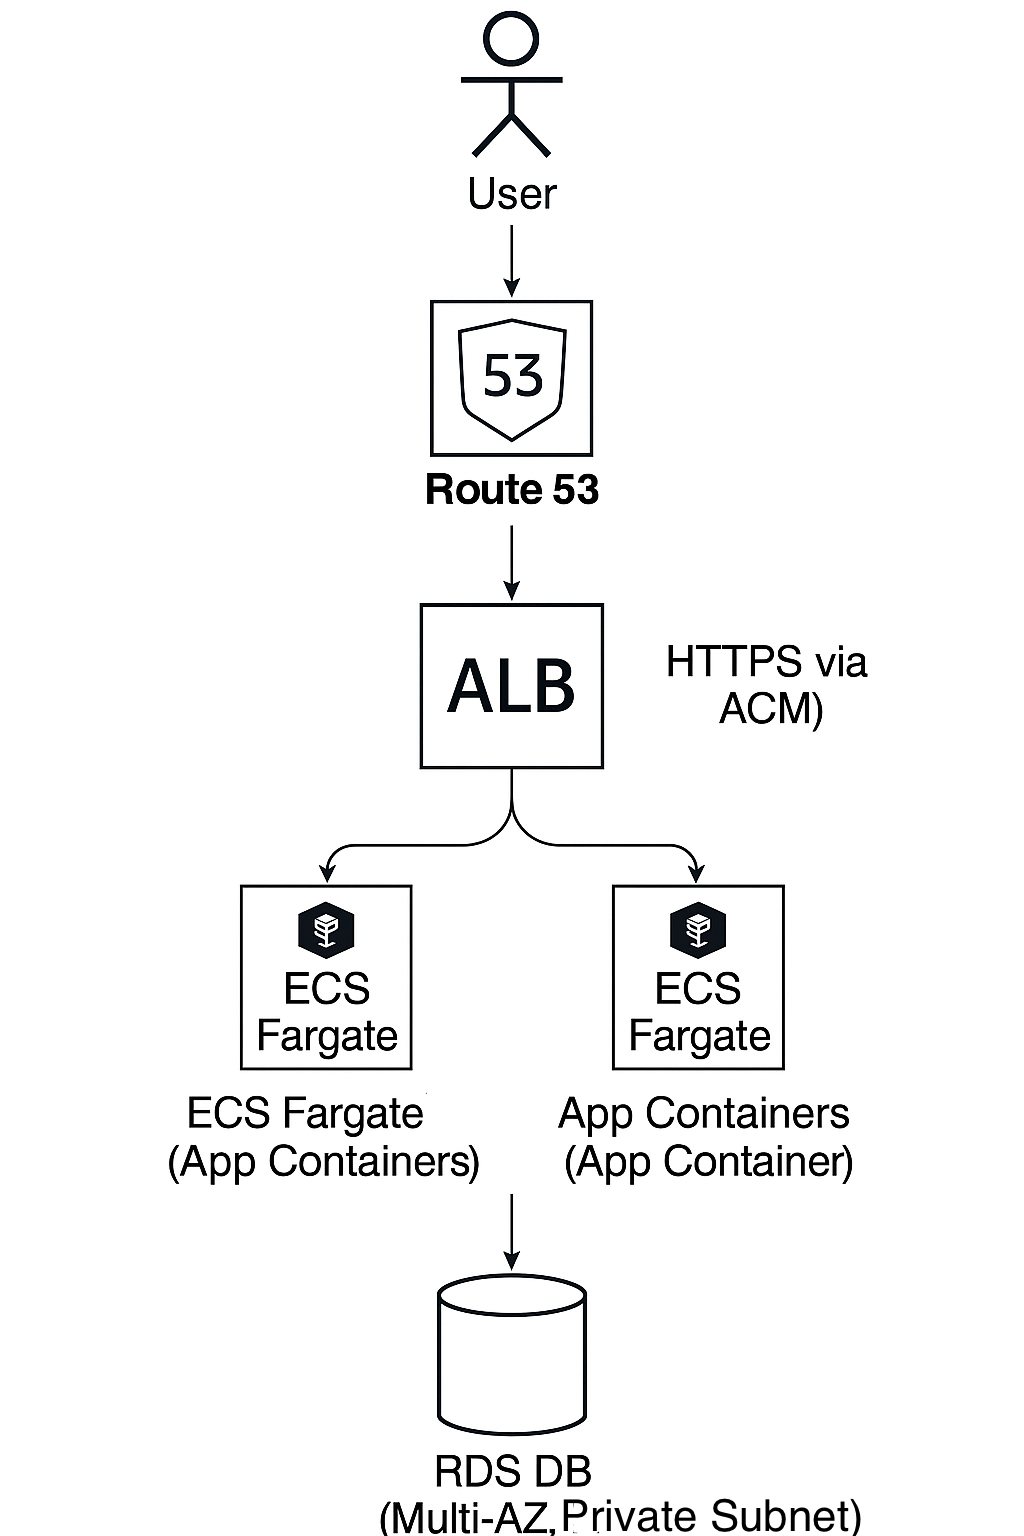 User
53
Route 53
ALB
HTTPS via
ACM)
ECS
Fargate
ECS
Fargate
ECS Fargate
(App Containers)
App Containers
(App Container)
RDS DB
(Multi-AZ, Private Subnet)